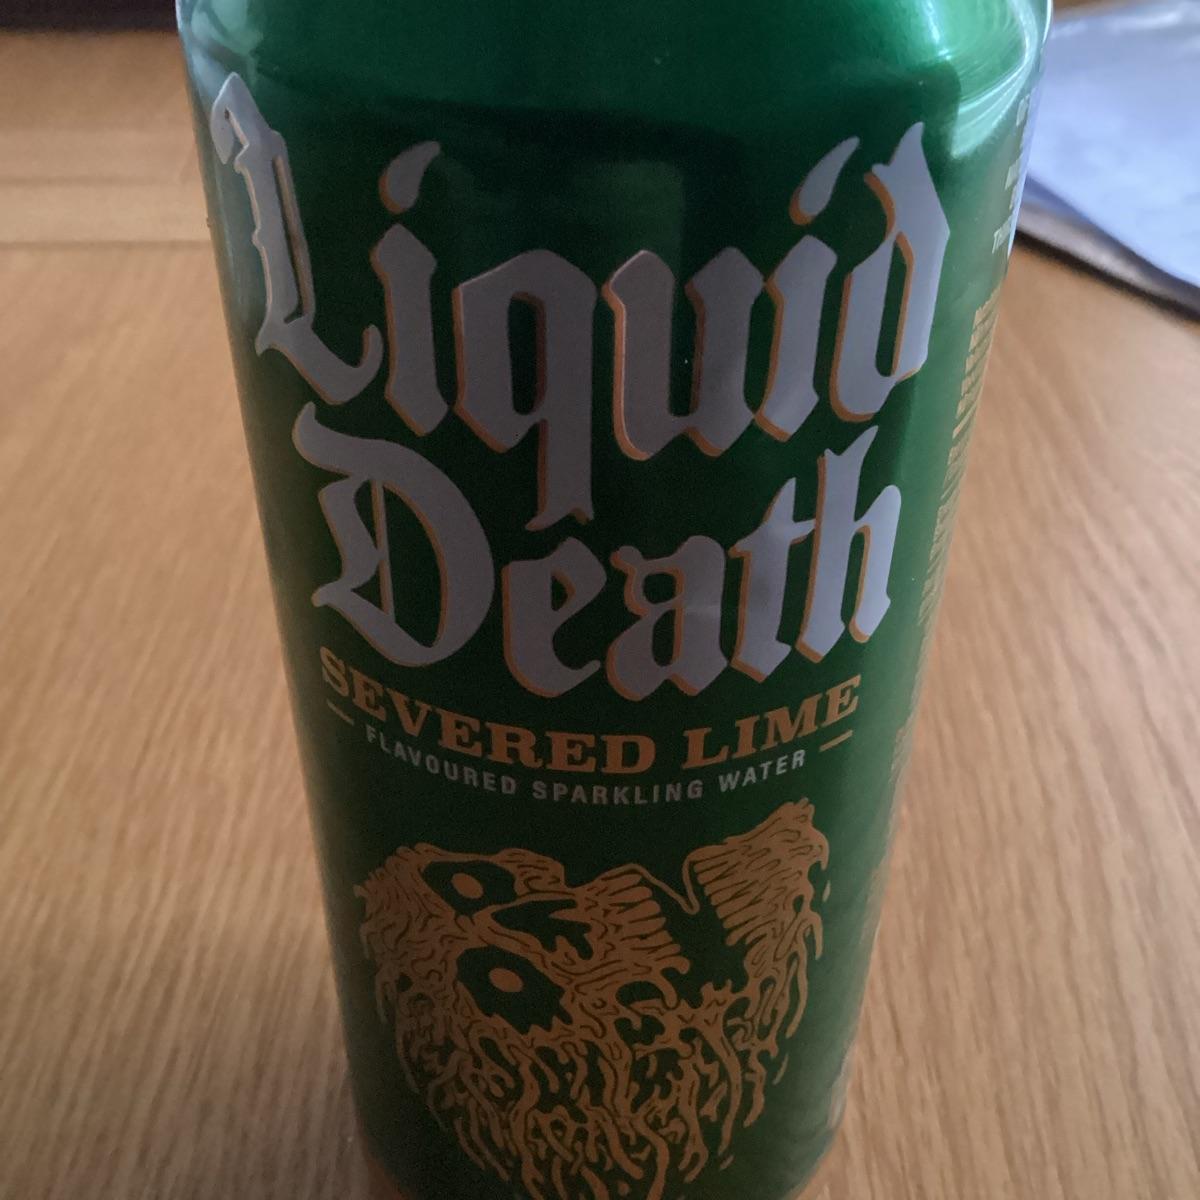 Liquid
Death
SEVERED LIME
FLAVOURED SPARKLING WATER